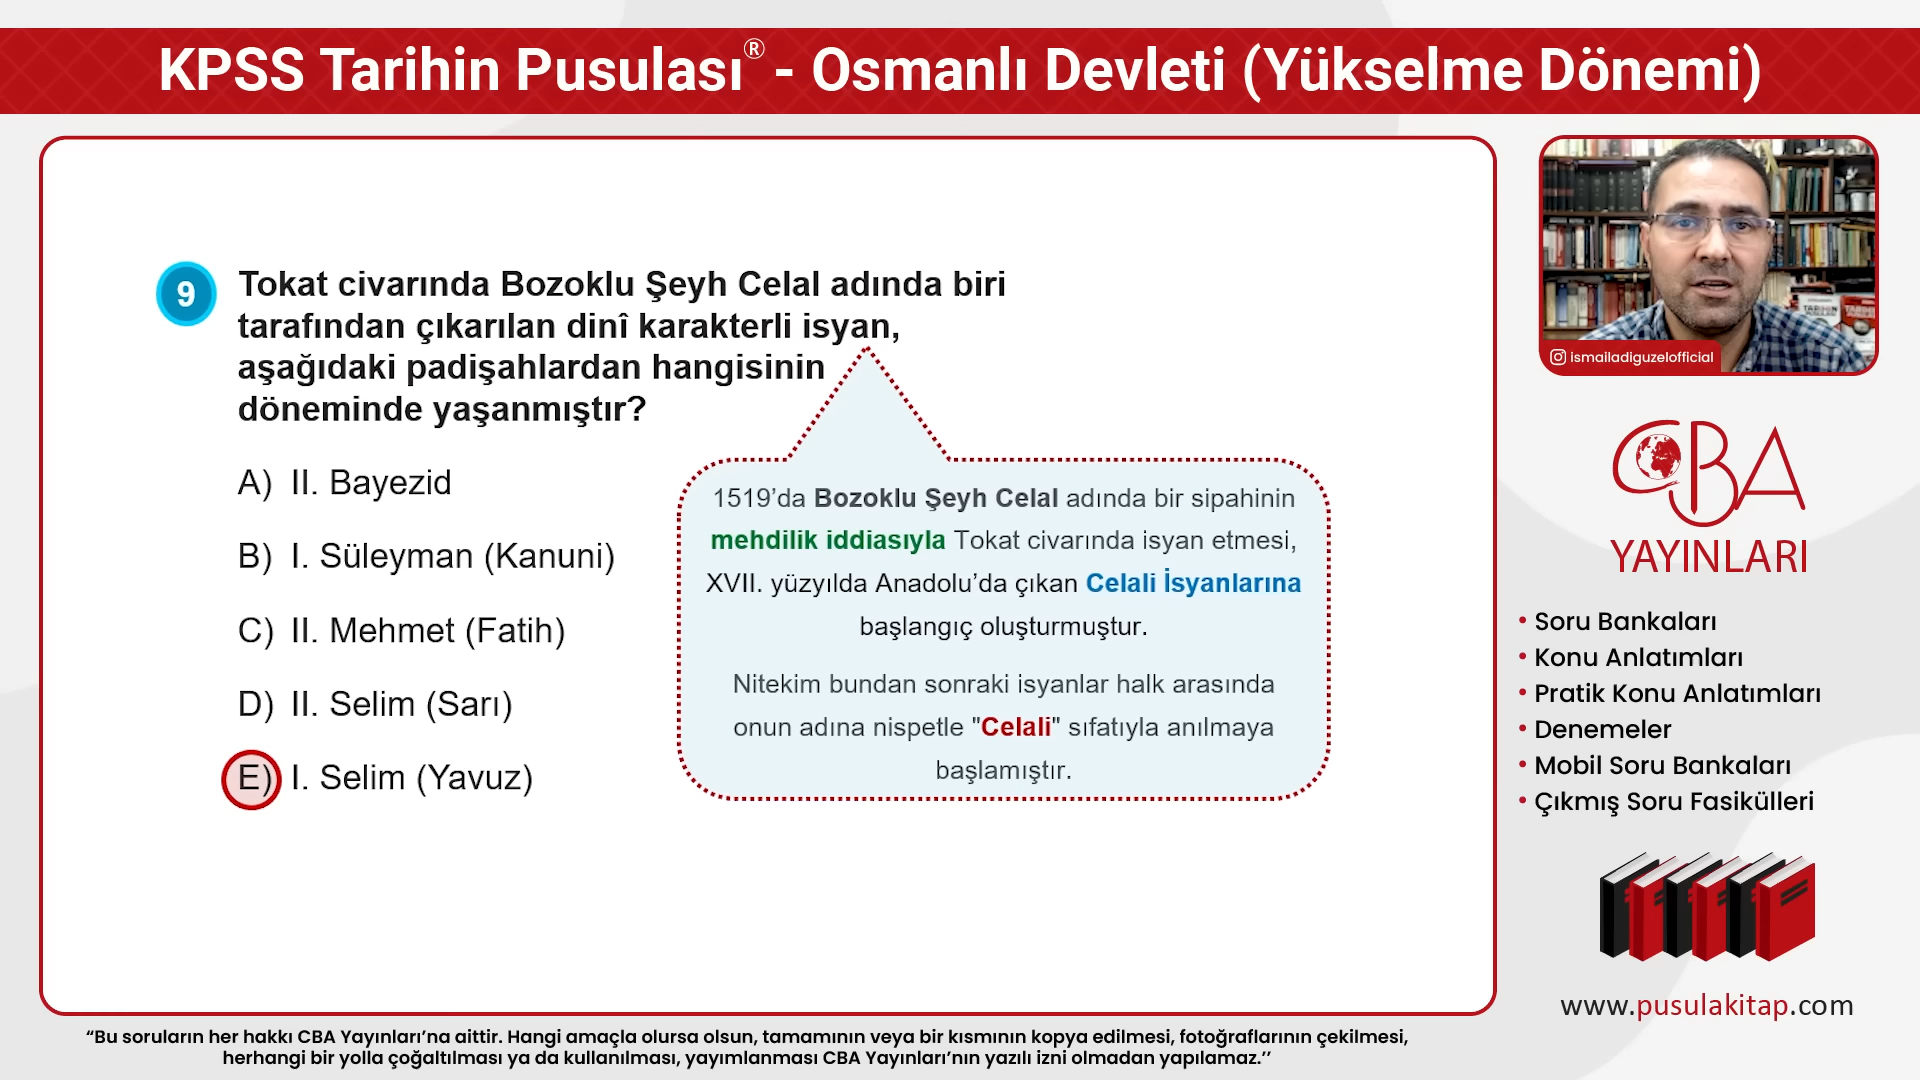 KPSS Tarihin Pusulası® - Osmanlı Devleti (Yükselme Dönemi)
9
Tokat civarında Bozoklu Şeyh Celal adında biri
tarafından çıkarılan dinî karakterli isyan,
aşağıdaki padişahlardan hangisinin
döneminde yaşanmıştır?
A) II. Bayezid
B) I. Süleyman (Kanuni)
C) II. Mehmet (Fatih)
D) II. Selim (Sarı)
E) I. Selim (Yavuz)
1519’da Bozoklu Şeyh Celal adında bir sipahinin
mehdilik iddiasıyla Tokat civarında isyan etmesi,
XVII. yüzyılda Anadolu’da çıkan Celali İsyanlarına
başlangıç oluşturmuştur.
Nitekim bundan sonraki isyanlar halk arasında
onun adına nispetle "Celali" sıfatıyla anılmaya
başlamıştır.
ismailadiguzelofficial
CBA
YAYINLARI
• Soru Bankaları
• Konu Anlatımları
• Pratik Konu Anlatımları
• Denemeler
• Mobil Soru Bankaları
• Çıkmış Soru Fasikülleri
www.pusulakitap.com
“Bu soruların her hakkı CBA Yayınları’na aittir. Hangi amaçla olursa olsun, tamamının veya bir kısmının kopya edilmesi, fotoğraflarının çekilmesi,
herhangi bir yolla çoğaltılması ya da kullanılması, yayımlanması CBA Yayınları’nın yazılı izni olmadan yapılamaz.’’